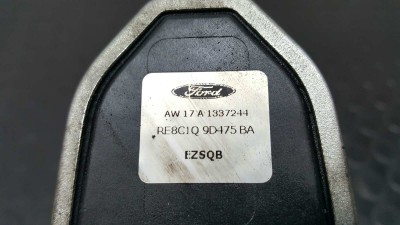 Ford
AW 17 A 1337244
RE8C1Q 9D475 BA
EZSQB